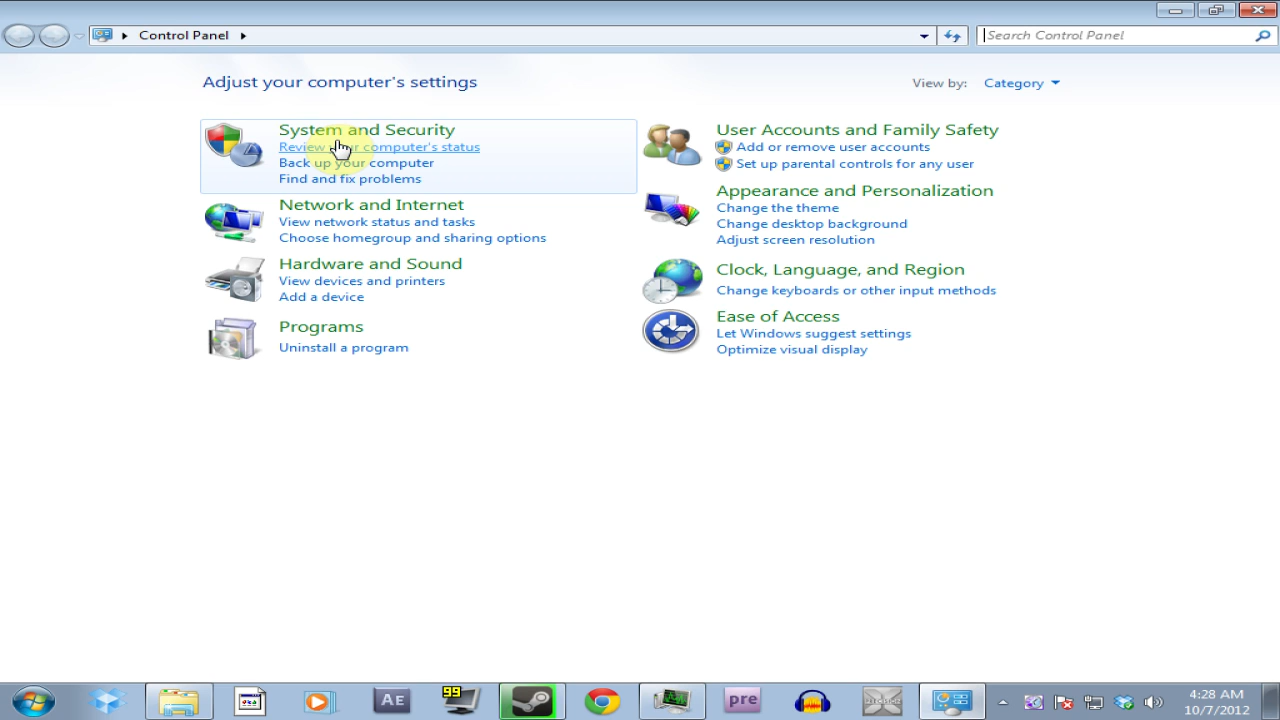 Control Panel
Search Control Panel
Adjust your computer's settings
View by: Category
System and Security
Review your computer's status
Back up your computer
Find and fix problems
Network and Internet
View network status and tasks
Choose homegroup and sharing options
Hardware and Sound
View devices and printers
Add a device
Programs
Uninstall a program
User Accounts and Family Safety
Add or remove user accounts
Set up parental controls for any user
Appearance and Personalization
Change the theme
Change desktop background
Adjust screen resolution
Clock, Language, and Region
Change keyboards or other input methods
Ease of Access
Let Windows suggest settings
Optimize visual display
AE
99
pre
PRECISION
4:28 AM
10/7/2012